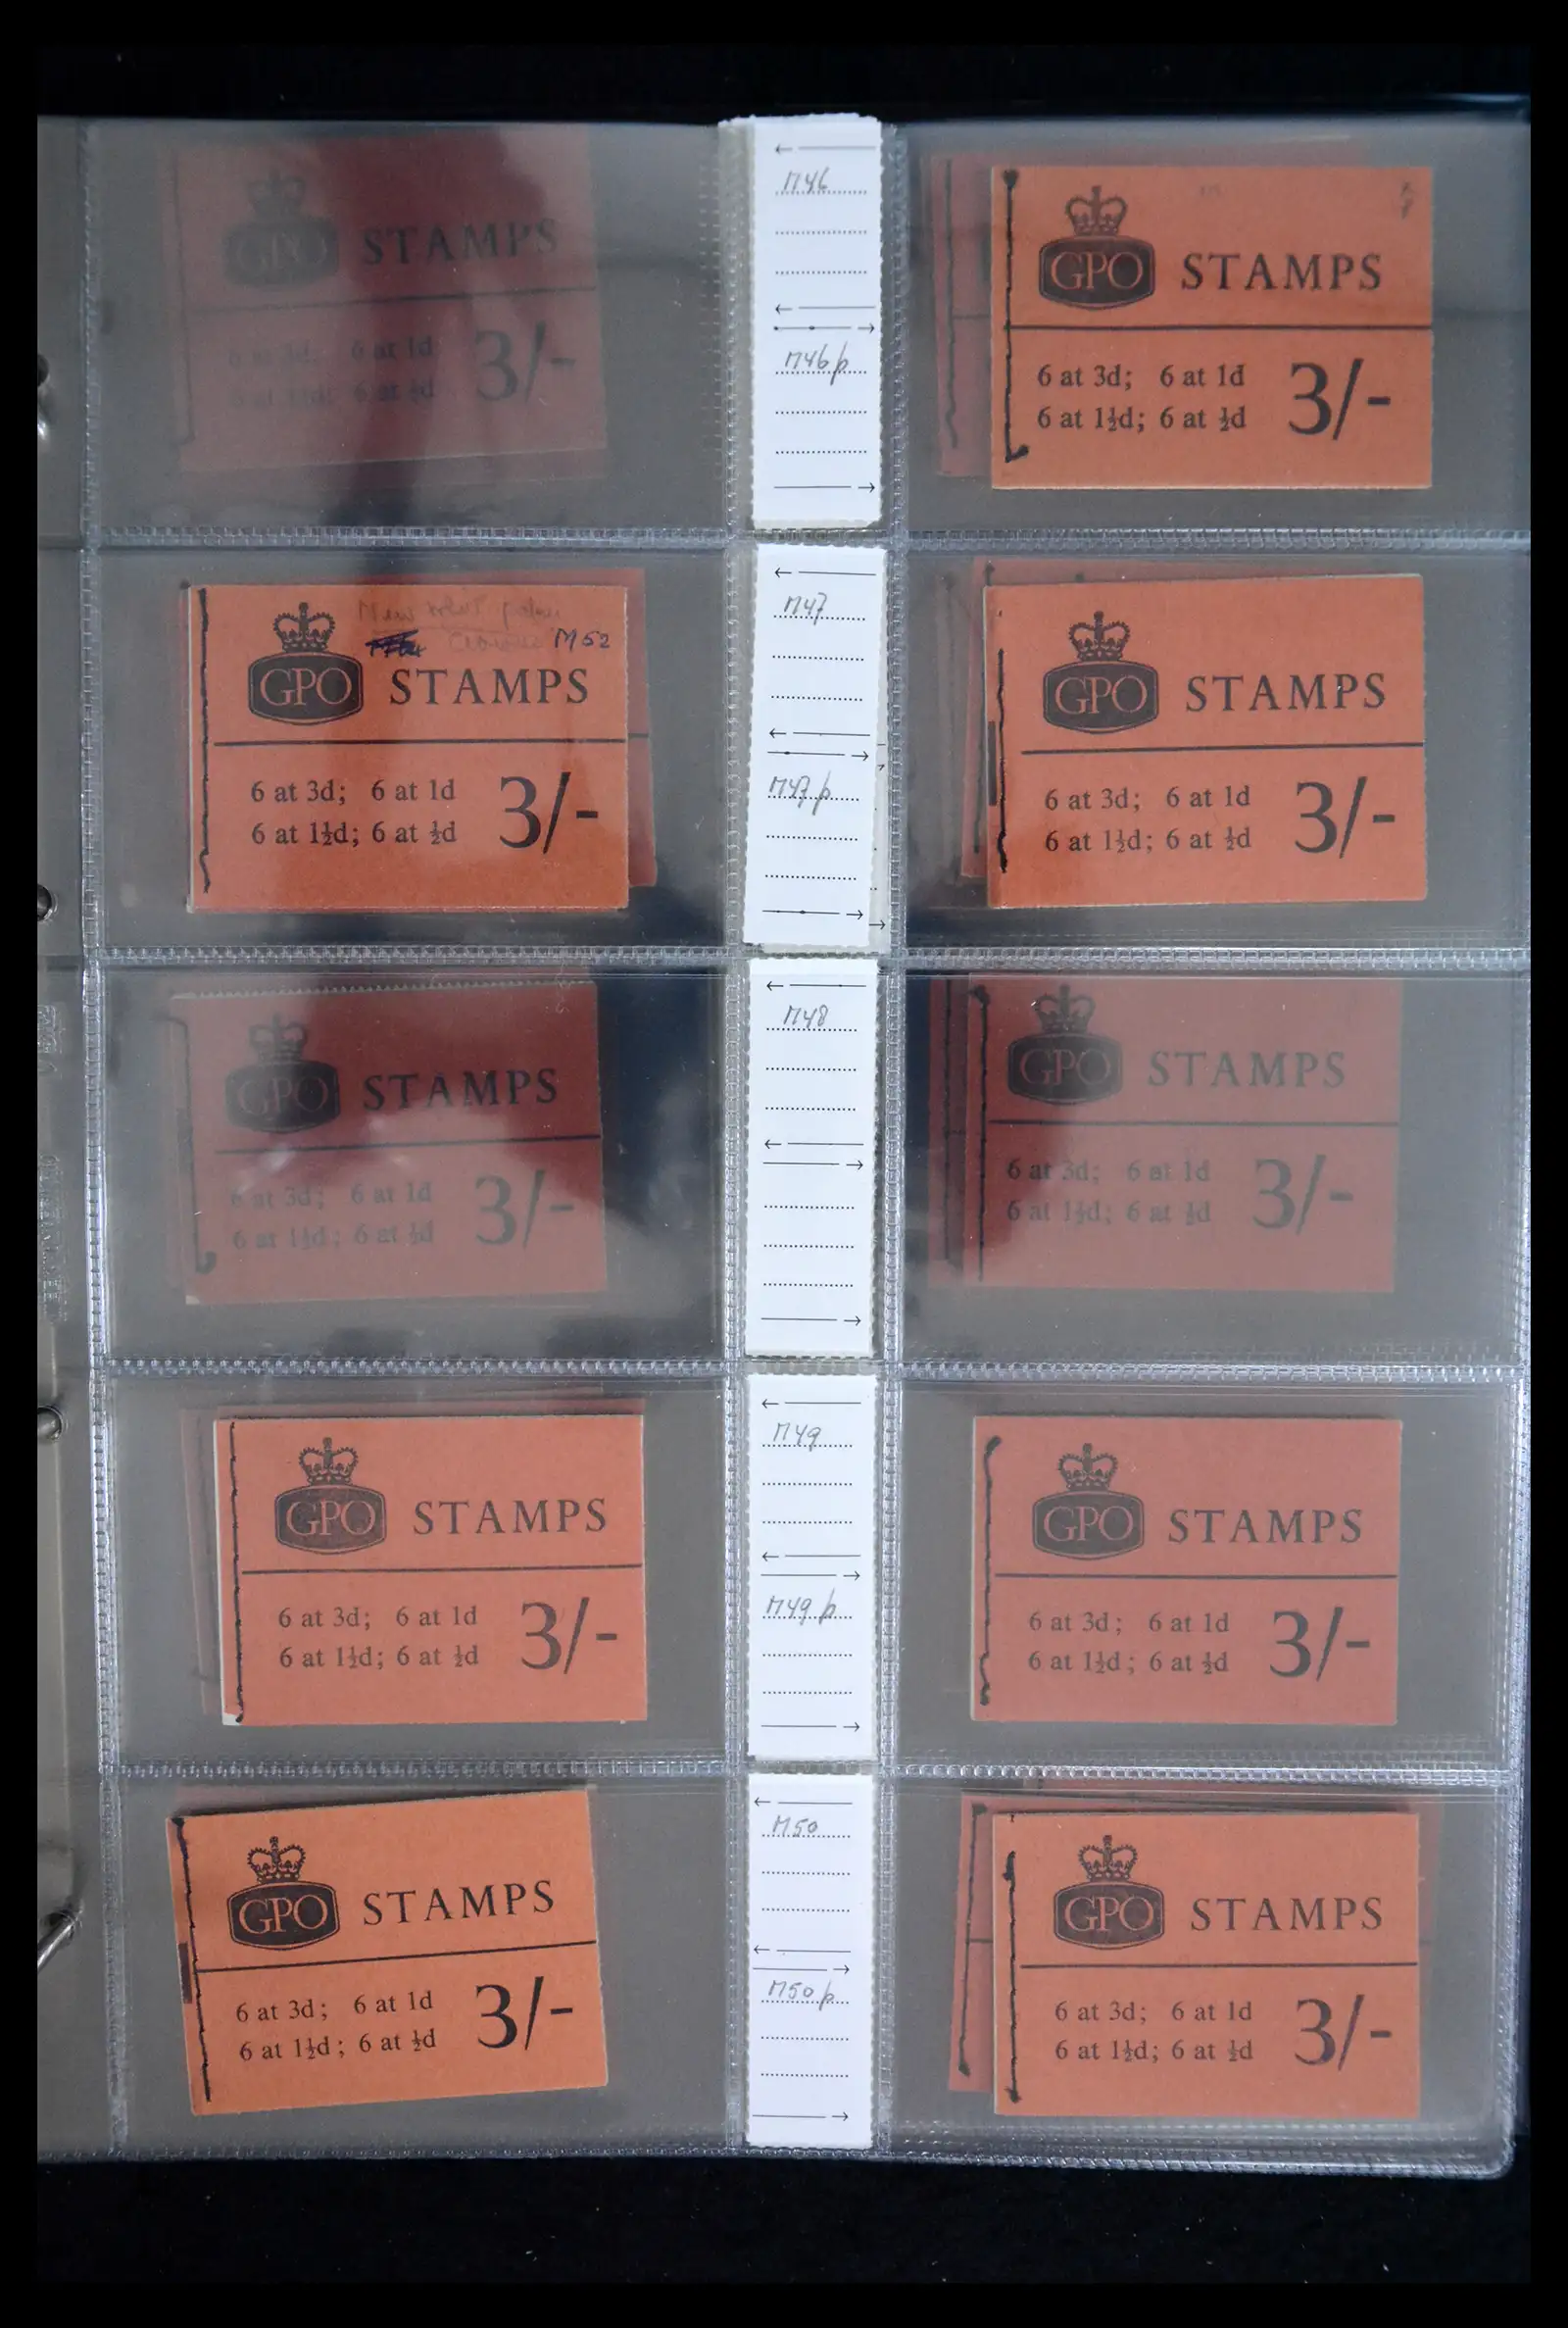 GPO STAMPS
6 at 3d; 6 at 1d
6 at 1½d; 6 at ½d 3/-
M46
M46p
GPO STAMPS
6 at 3d; 6 at 1d
6 at 1½d; 6 at ½d 3/-
M52
GPO STAMPS
6 at 3d; 6 at 1d
6 at 1½d; 6 at ½d 3/-
M47
M47p
GPO STAMPS
6 at 3d; 6 at 1d
6 at 1½d; 6 at ½d 3/-
GPO STAMPS
6 at 3d; 6 at 1d
6 at 1½d; 6 at ½d 3/-
M48
GPO STAMPS
6 at 3d; 6 at 1d
6 at 1½d; 6 at ½d 3/-
GPO STAMPS
6 at 3d; 6 at 1d
6 at 1½d; 6 at ½d 3/-
M49
M49p
GPO STAMPS
6 at 3d; 6 at 1d
6 at 1½d; 6 at ½d 3/-
GPO STAMPS
6 at 3d; 6 at 1d
6 at 1½d; 6 at ½d 3/-
M50
M50p
GPO STAMPS
6 at 3d; 6 at 1d
6 at 1½d; 6 at ½d 3/-